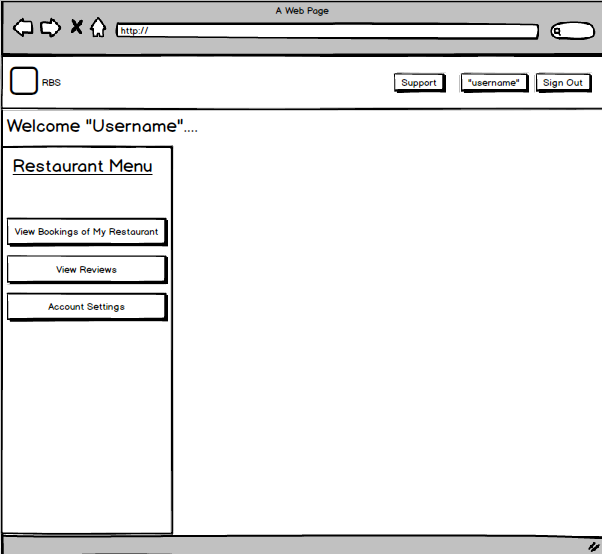 A Web Page
http://
RBS
Support
"username"
Sign Out
Welcome "Username"....
Restaurant Menu
View Bookings of My Restaurant
View Reviews
Account Settings